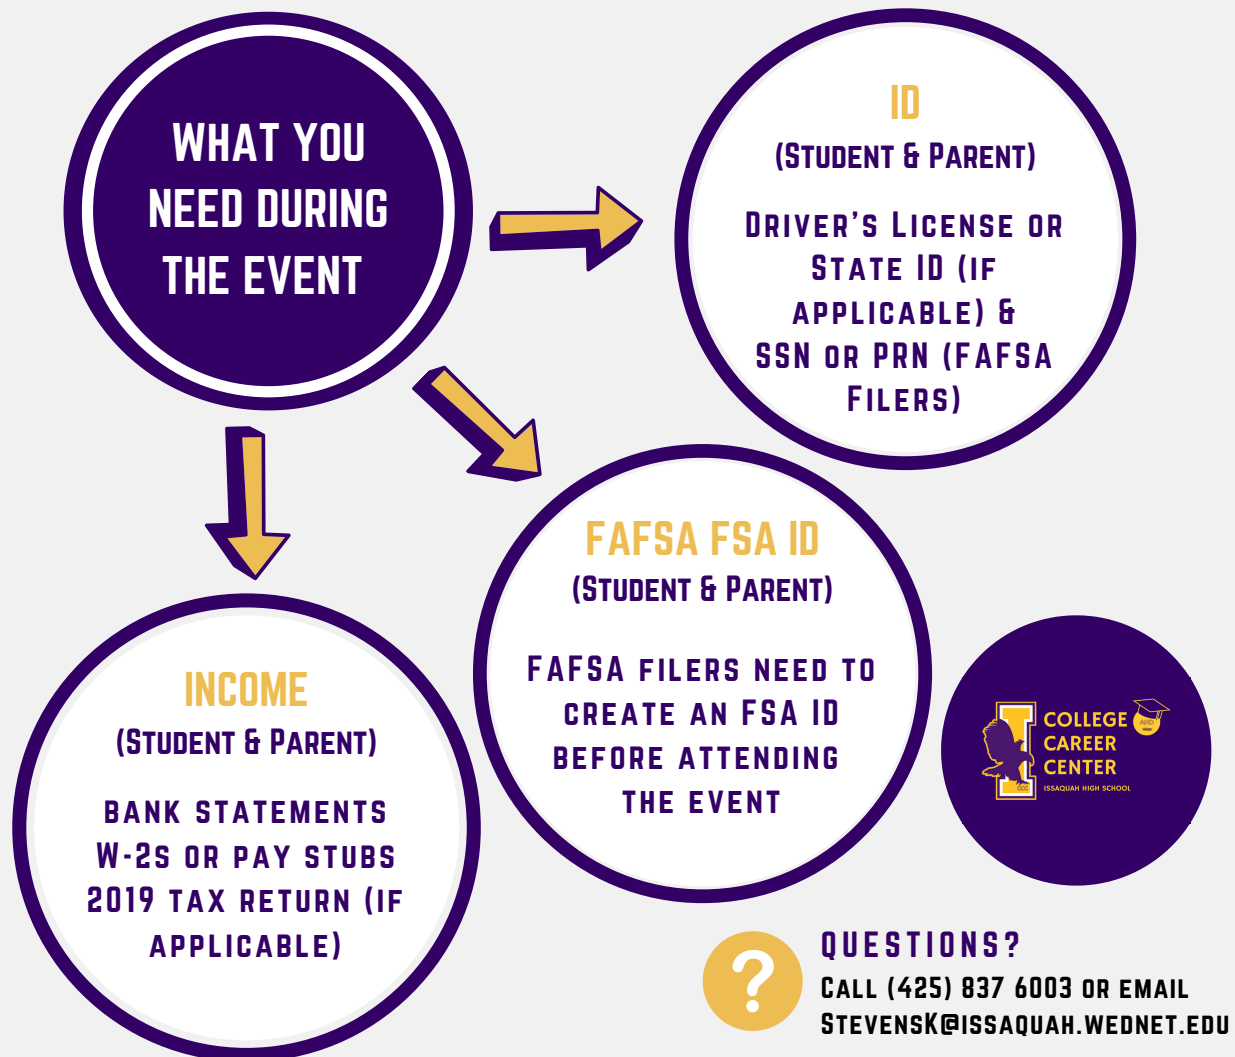 WHAT YOU
NEED DURING
THE EVENT
ID
(Student & Parent)
Driver's License or
State ID (if
applicable) &
SSN or PRN (FAFSA
Filers)
FAFSA FSA ID
(Student & Parent)
FAFSA filers need to
create an FSA ID
before attending
the event
INCOME
(Student & Parent)
bank statements
W-2s or pay stubs
2019 tax return (if
applicable)
COLLEGE
AND
CAREER
CENTER
ISSAQUAH HIGH SCHOOL
?
QUESTIONS?
Call (425) 837 6003 or email
StevensK@issaquah.wednet.edu